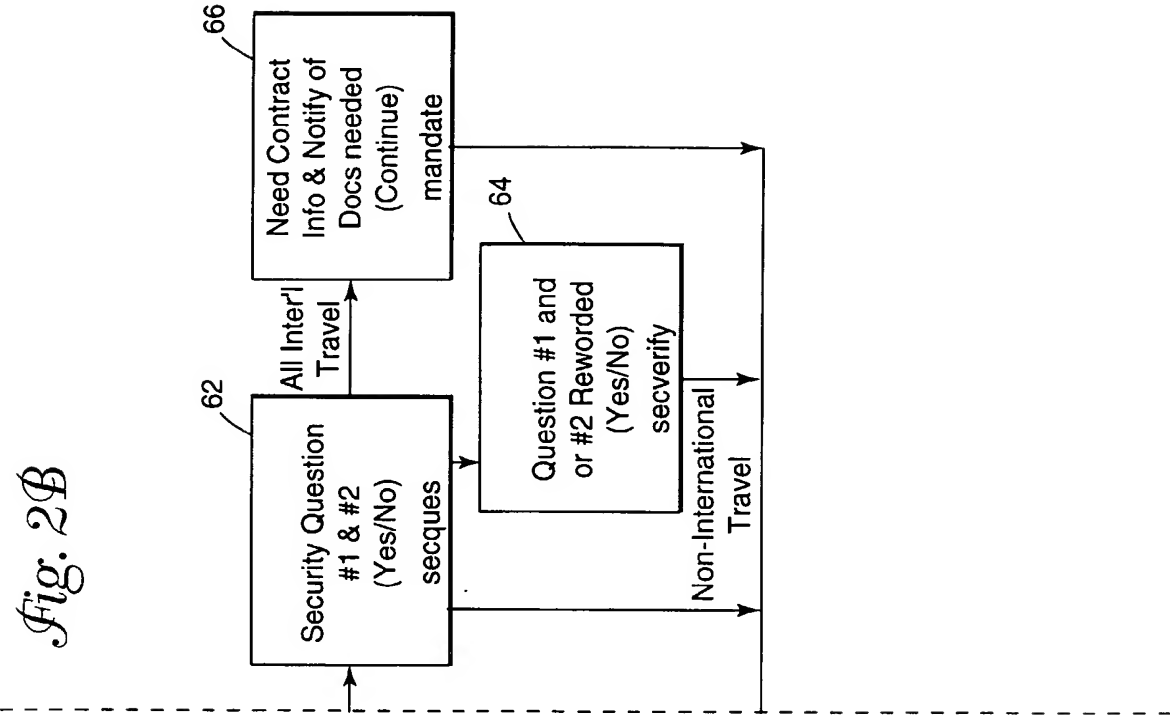 Fig. 2B
62
Security Question
#1 & #2
(Yes/No)
secques
All Inter'l
Travel
66
Need Contract
Info & Notify of
Docs needed
(Continue)
mandate
64
Question #1 and
or #2 Reworded
(Yes/No)
secverify
Non-International
Travel